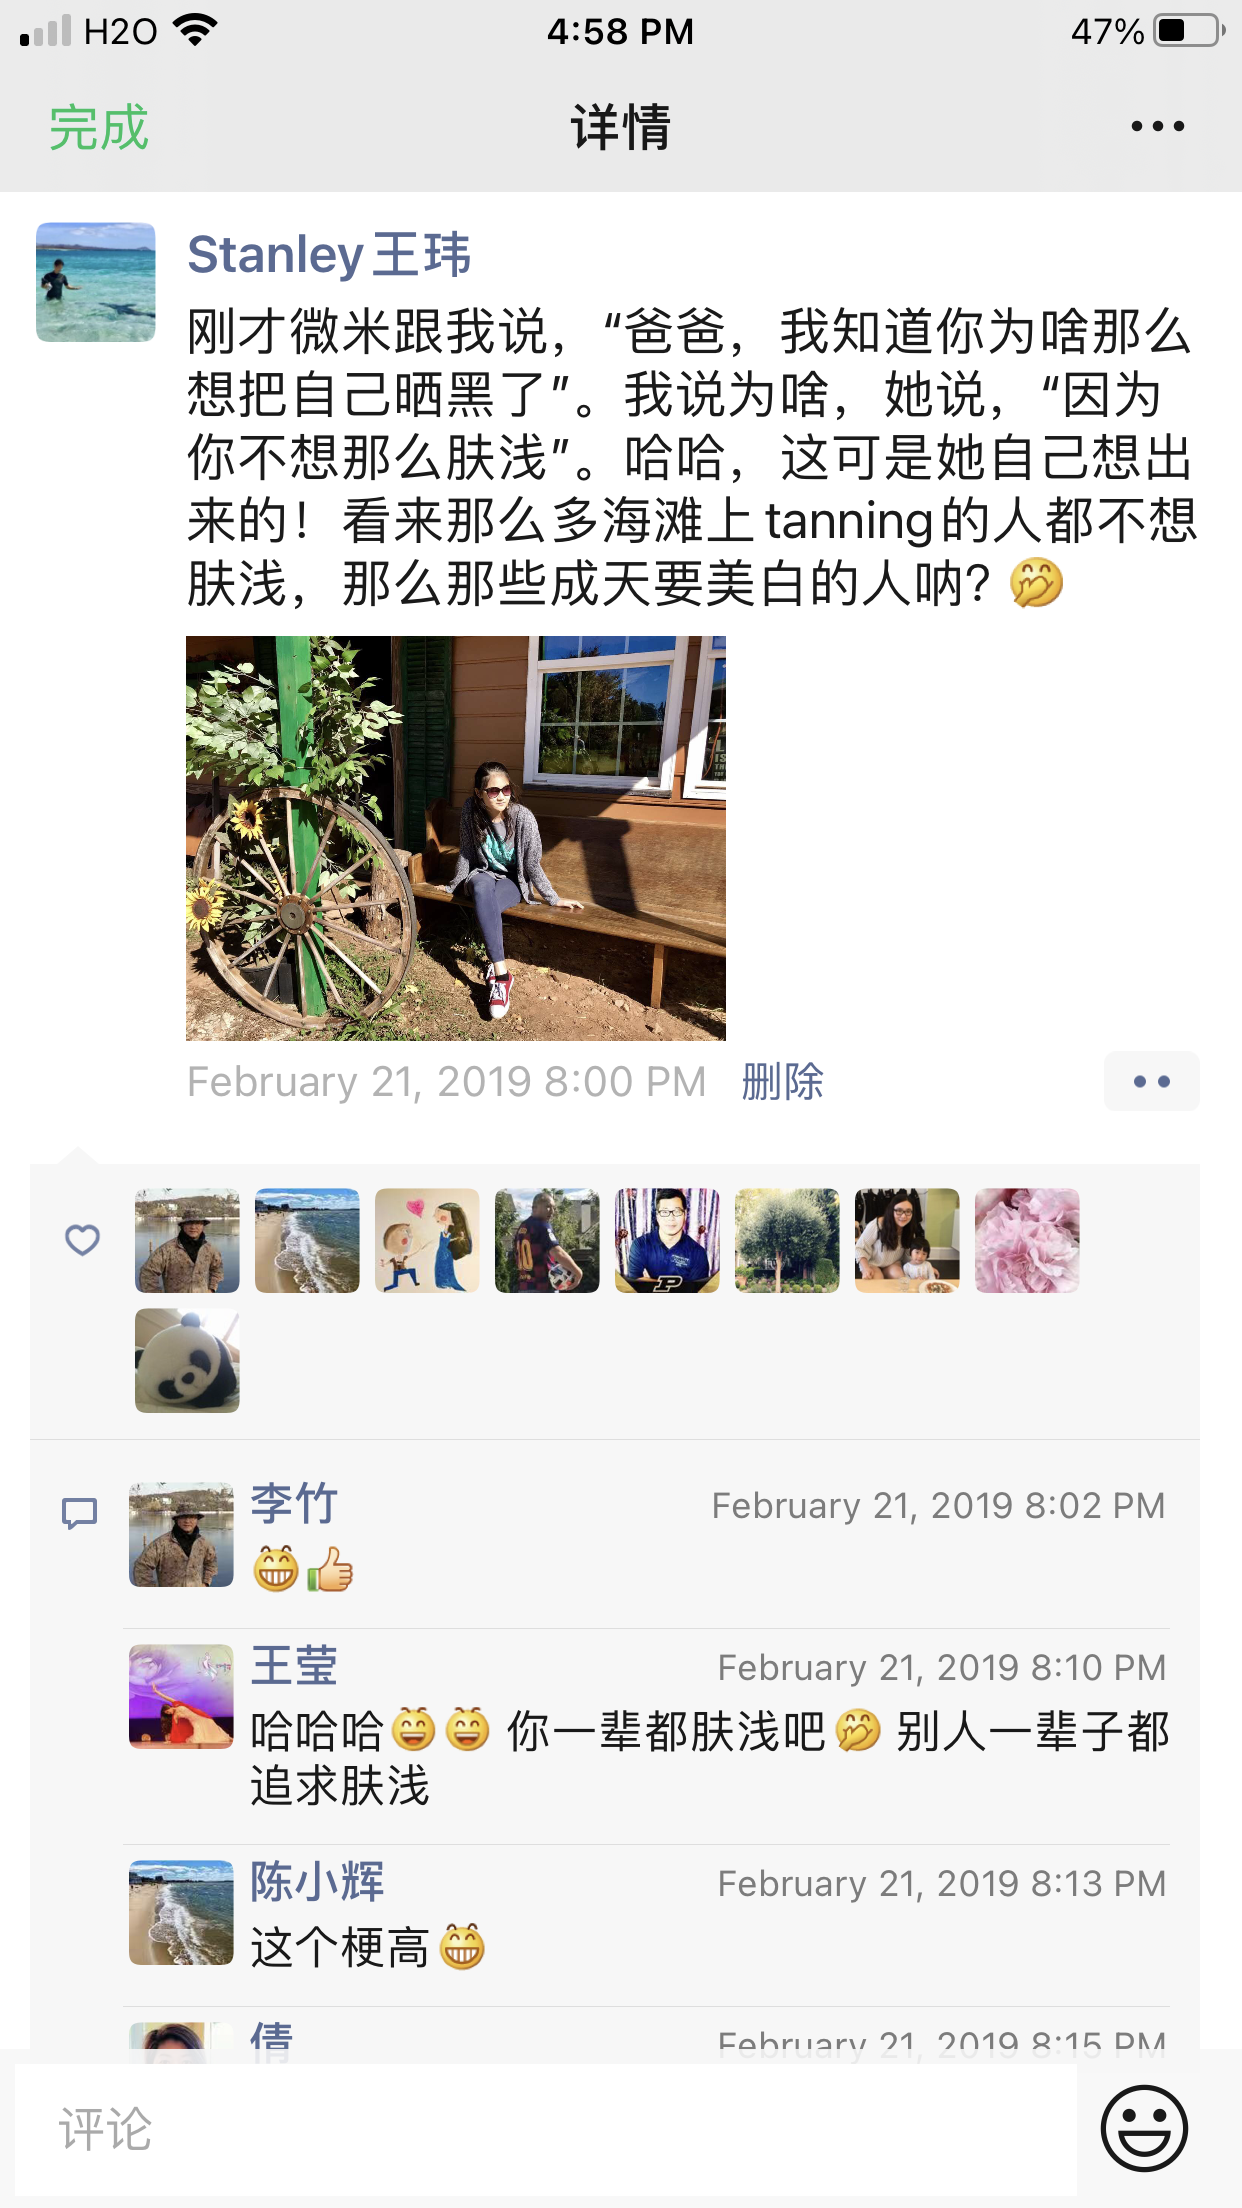 H2O 4:58 PM 47%
完成 详情
Stanley王玮
刚才微米跟我说，“爸爸，我知道你为啥那么
想把自己晒黑了”。我说为啥，她说，“因为
你不想那么肤浅”。哈哈，这可是她自己想出
来的！看来那么多海滩上tanning的人都不想
肤浅，那么那些成天要美白的人呐？🤭
February 21, 2019 8:00 PM 删除
李竹 February 21, 2019 8:02 PM
😁👍
王莹 February 21, 2019 8:10 PM
哈哈哈😄😄 你一辈都肤浅吧🤭 别人一辈子都
追求肤浅
陈小辉 February 21, 2019 8:13 PM
这个梗高😁
倩 February 21, 2019 8:15 PM
评论